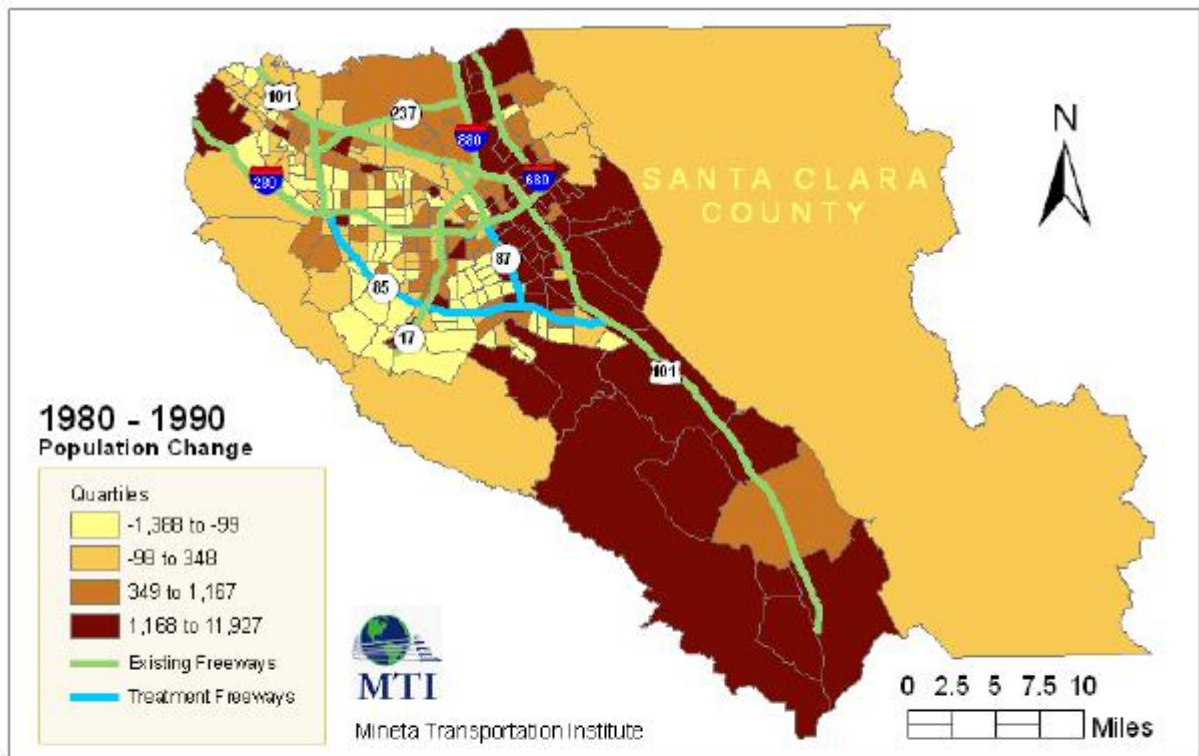 101
237
880
280
680
SANTA CLARA
COUNTY
N
87
85
17
101
1980 - 1990
Population Change
Quartiles
-1,388 to -99
-98 to 348
349 to 1,167
1,168 to 11,927
Existing Freeways
Treatment Freeways
MTI
Mineta Transportation Institute
0 2.5 5 7.5 10
Miles